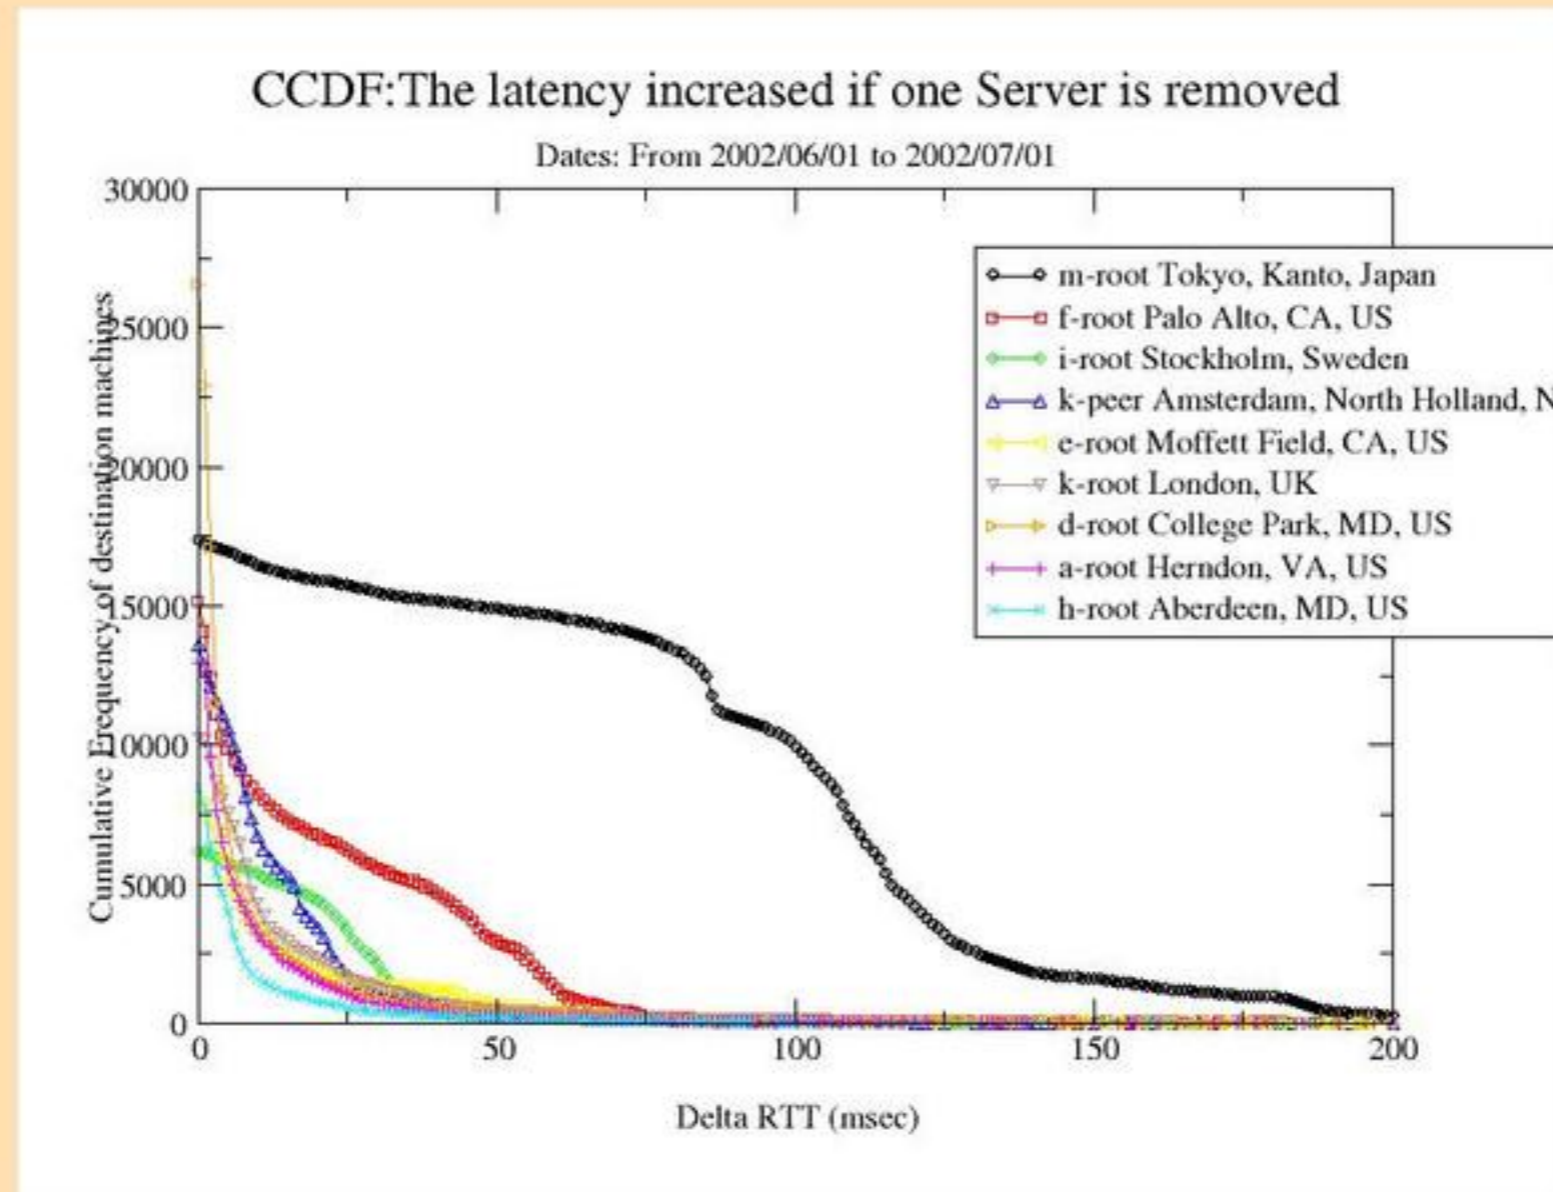 CCDF:The latency increased if one Server is removed
Dates: From 2002/06/01 to 2002/07/01
30000
25000
20000
15000
10000
5000
0
Cumulative Frequency of destination machines
m-root Tokyo, Kanto, Japan
f-root Palo Alto, CA, US
i-root Stockholm, Sweden
k-peer Amsterdam, North Holland, N
e-root Moffett Field, CA, US
k-root London, UK
d-root College Park, MD, US
a-root Herndon, VA, US
h-root Aberdeen, MD, US
0 50 100 150 200
Delta RTT (msec)